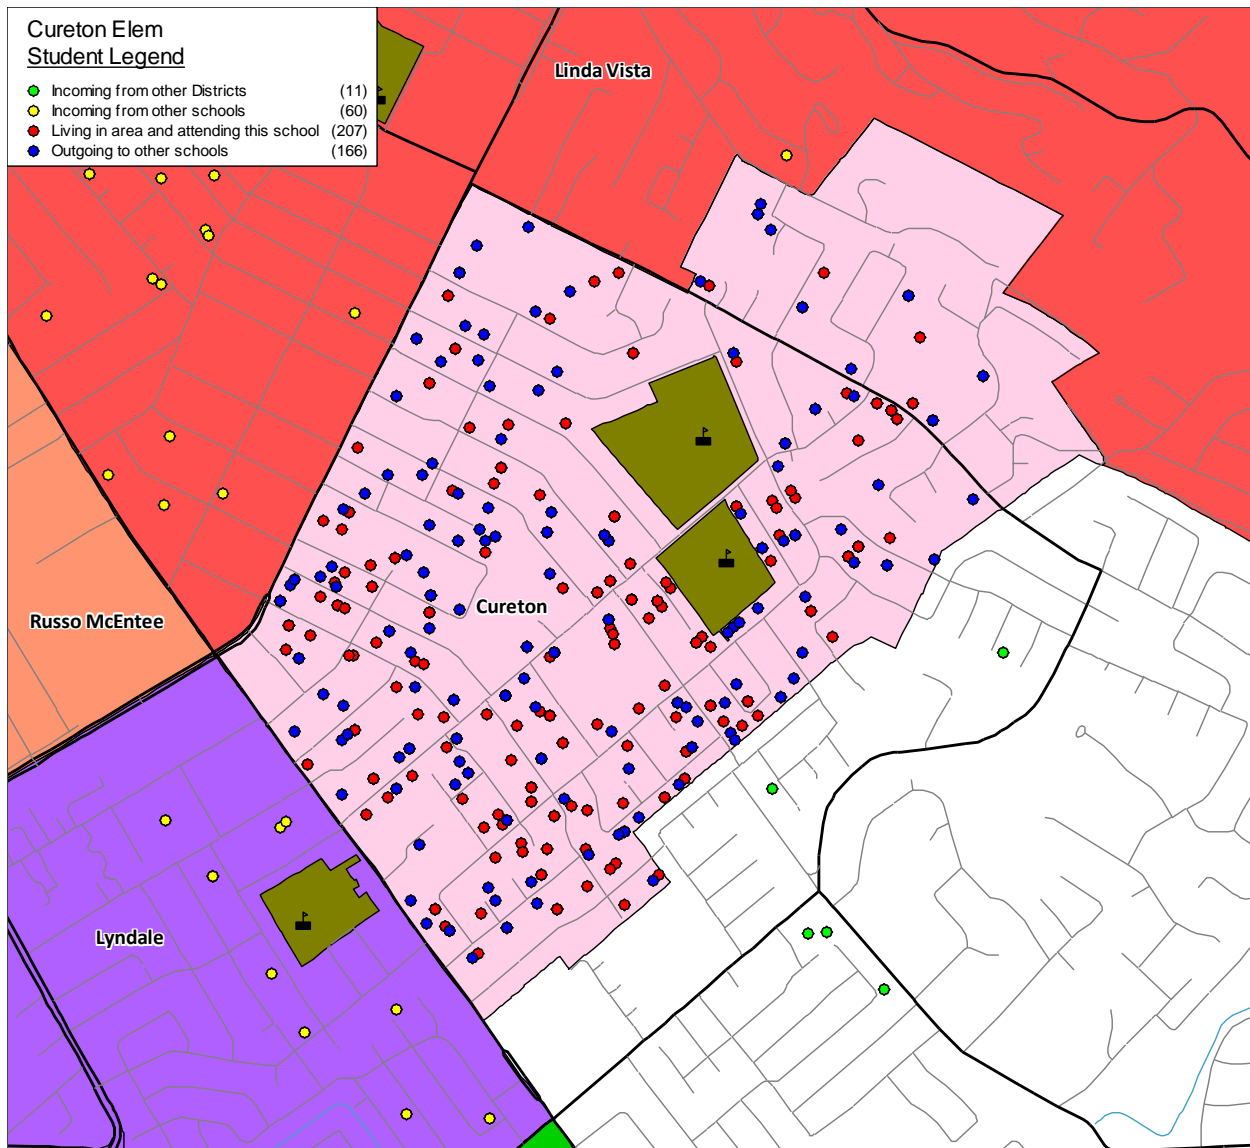 Cureton Elem
Student Legend
Incoming from other Districts (11)
Incoming from other schools (60)
Living in area and attending this school (207)
Outgoing to other schools (166)
Linda Vista
Cureton
Russo McEntee
Lyndale